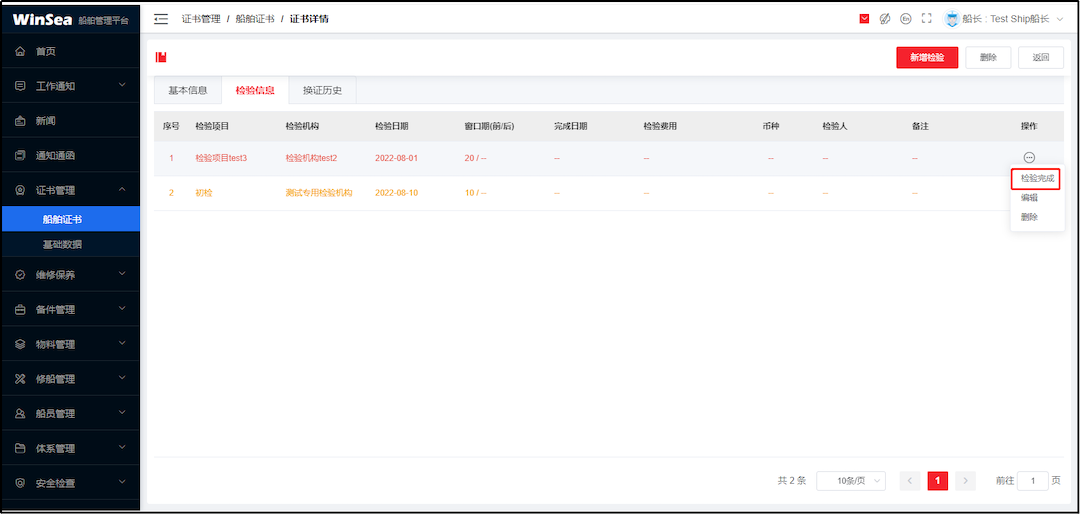 WinSea 船舶管理平台
证书管理 / 船舶证书 / 证书详情
En
船长 : Test Ship船长
首页
工作通知
新闻
通知通函
证书管理
船舶证书
基础数据
维修保养
备件管理
物料管理
修船管理
船员管理
体系管理
安全检查
新增检验 删除 返回
基本信息 检验信息 换证历史
序号 检验项目 检验机构 检验日期 窗口期(前/后) 完成日期 检验费用 币种 检验人 备注 操作
1 检验项目test3 检验机构test2 2022-08-01 20 / -- -- -- -- -- --
2 初检 测试专用检验机构 2022-08-10 10 / -- -- -- -- -- --
检验完成
编辑
删除
共 2 条 10条/页 < 1 > 前往 1 页